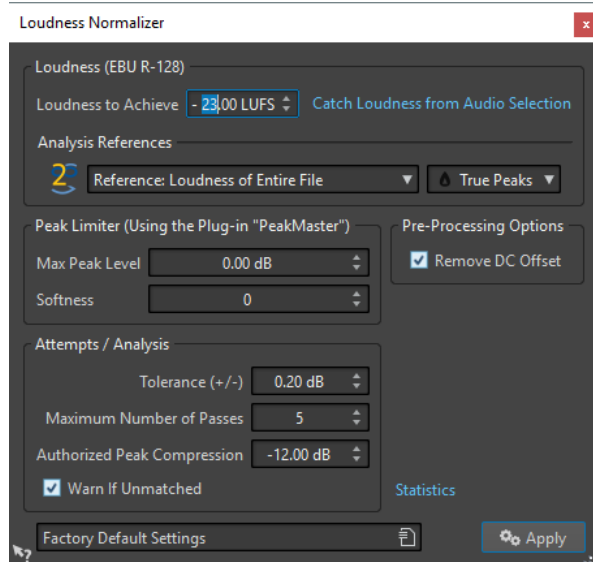 Loudness Normalizer
x
Loudness (EBU R-128)
Loudness to Achieve - 23.00 LUFS Catch Loudness from Audio Selection
Analysis References
2 Reference: Loudness of Entire File True Peaks
Peak Limiter (Using the Plug-in "PeakMaster") Pre-Processing Options
Max Peak Level 0.00 dB Remove DC Offset
Softness 0
Attempts / Analysis
Tolerance (+/-) 0.20 dB
Maximum Number of Passes 5
Authorized Peak Compression -12.00 dB
Warn If Unmatched Statistics
Factory Default Settings Apply
?